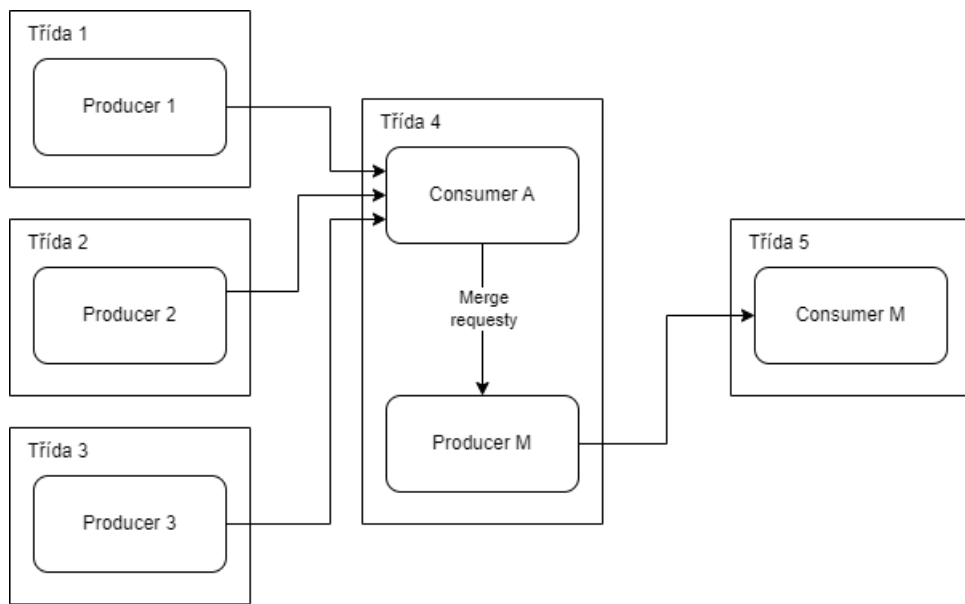 Třída 1
Producer 1
Třída 2
Producer 2
Třída 3
Producer 3
Třída 4
Consumer A
Merge
requesty
Producer M
Třída 5
Consumer M